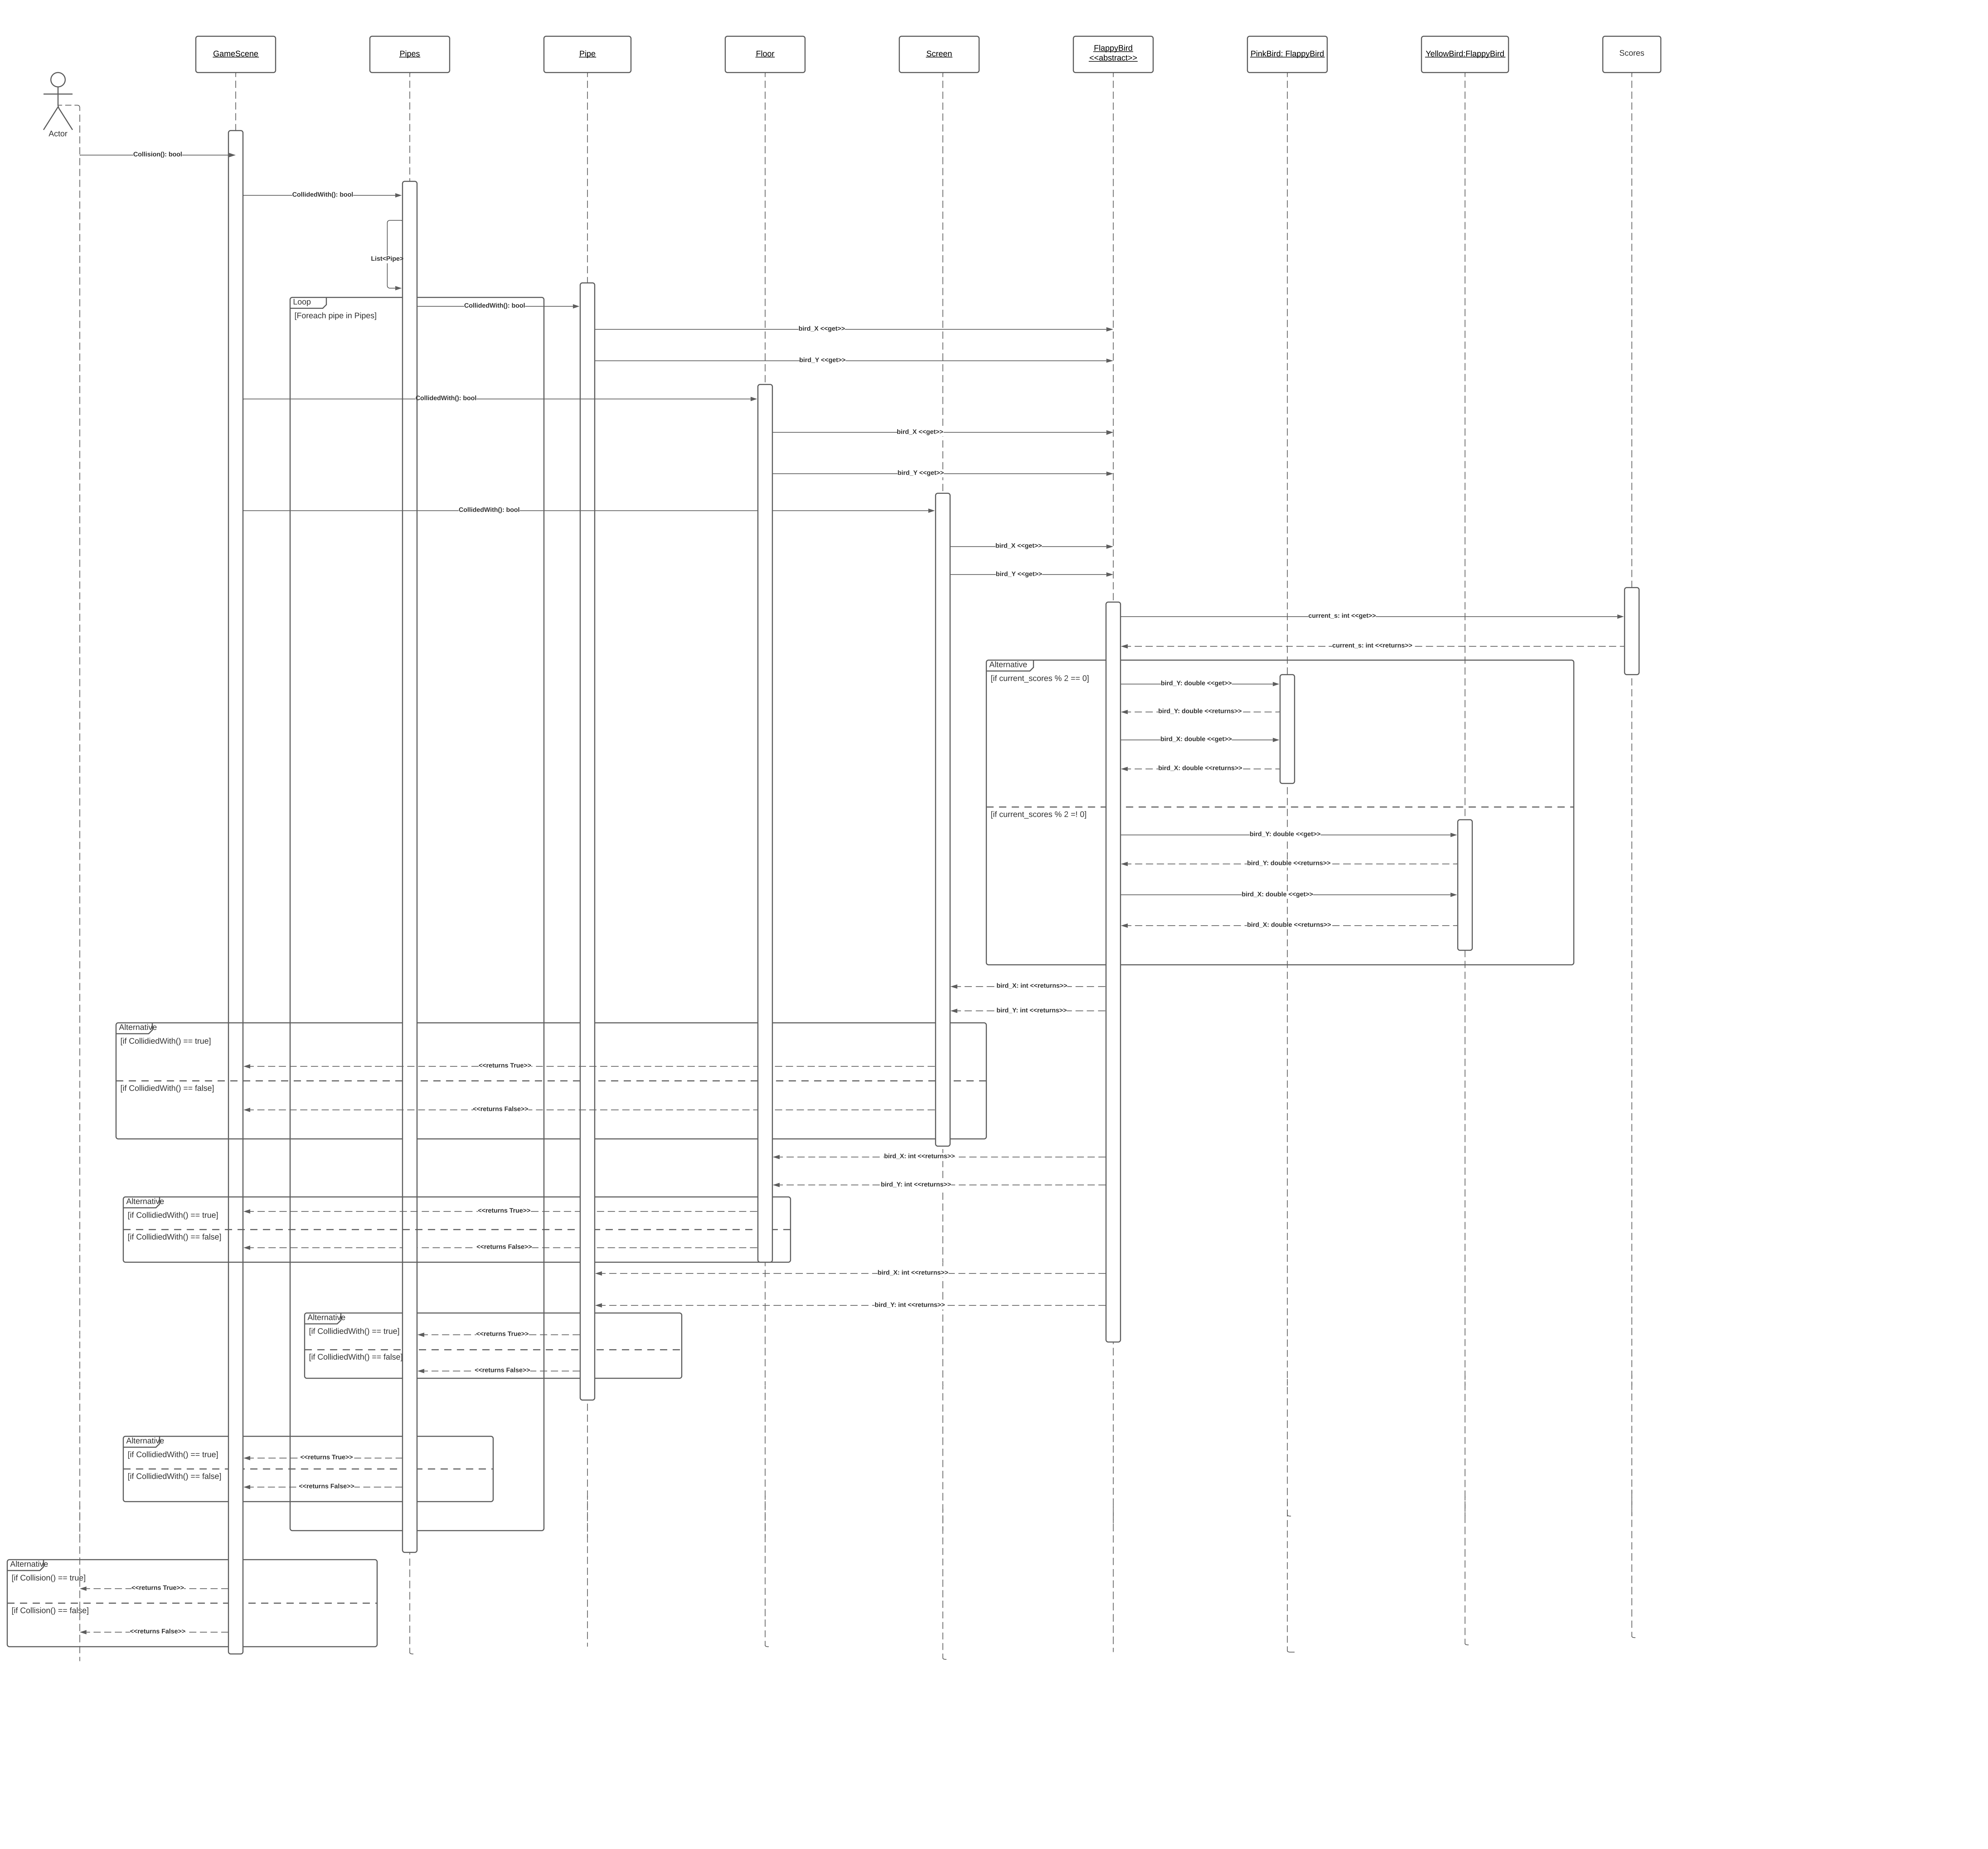 GameScene
Pipes
Pipe
Floor
Screen
FlappyBird
<<abstract>>
PinkBird: FlappyBird
YellowBird:FlappyBird
Scores
Actor
Collision(): bool
CollidedWith(): bool
List<Pipe>
Loop
CollidedWith(): bool
[Foreach pipe in Pipes]
bird_X <<get>>
bird_Y <<get>>
CollidedWith(): bool
bird_X <<get>>
bird_Y <<get>>
CollidedWith(): bool
bird_X <<get>>
bird_Y <<get>>
current_s: int <<get>>
current_s: int <<returns>>
Alternative
[if current_scores % 2 == 0]
bird_Y: double <<get>>
bird_Y: double <<returns>>
bird_X: double <<get>>
bird_X: double <<returns>>
[if current_scores % 2 =! 0]
bird_Y: double <<get>>
bird_Y: double <<returns>>
bird_X: double <<get>>
bird_X: double <<returns>>
bird_X: int <<returns>>
bird_Y: int <<returns>>
Alternative
[if CollidiedWith() == true]
<<returns True>>
[if CollidiedWith() == false]
<<returns False>>
bird_X: int <<returns>>
bird_Y: int <<returns>>
Alternative
[if CollidiedWith() == true]
<<returns True>>
[if CollidiedWith() == false]
<<returns False>>
bird_X: int <<returns>>
bird_Y: int <<returns>>
Alternative
[if CollidiedWith() == true]
<<returns True>>
[if CollidiedWith() == false]
<<returns False>>
Alternative
[if CollidiedWith() == true]
<<returns True>>
[if CollidiedWith() == false]
<<returns False>>
Alternative
[if Collision() == true]
<<returns True>>
[if Collision() == false]
<<returns False>>